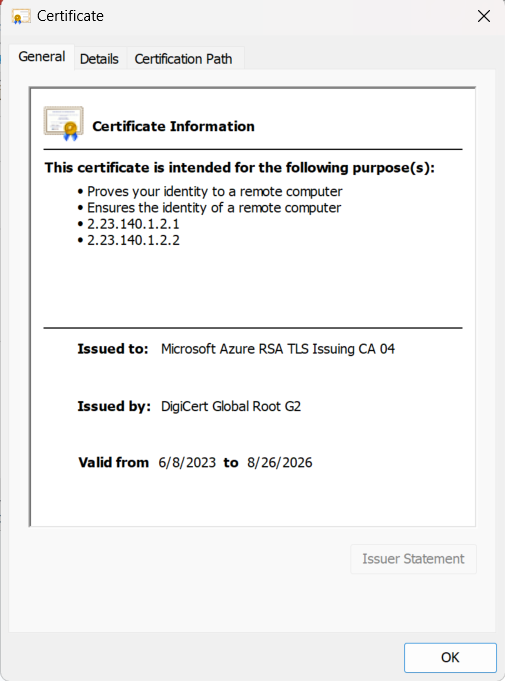 Certificate
General Details Certification Path
Certificate Information
This certificate is intended for the following purpose(s):
• Proves your identity to a remote computer
• Ensures the identity of a remote computer
• 2.23.140.1.2.1
• 2.23.140.1.2.2
Issued to: Microsoft Azure RSA TLS Issuing CA 04
Issued by: DigiCert Global Root G2
Valid from 6/8/2023 to 8/26/2026
Issuer Statement
OK